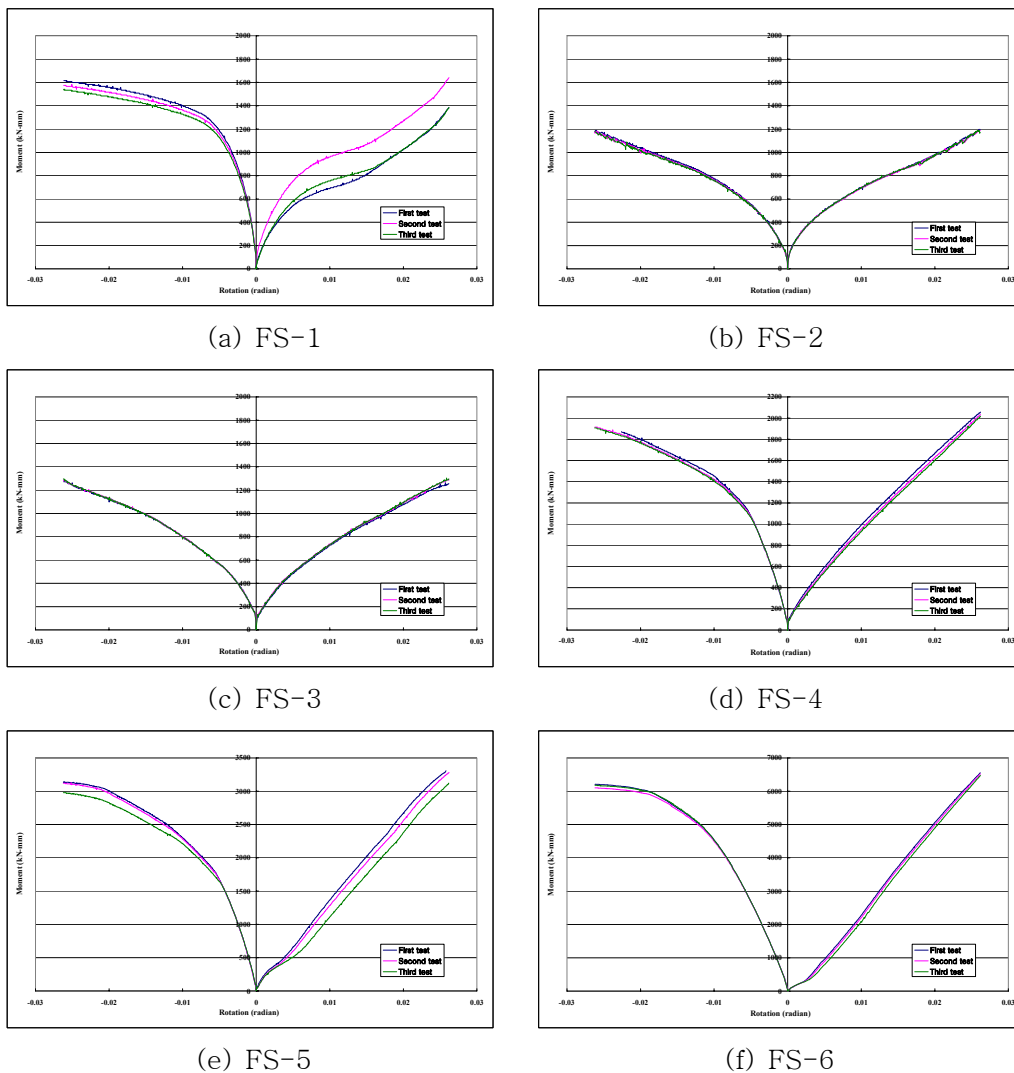 2000
1800
1600
1400
1200
1000
800
600
400
200
0
-0.03 -0.02 -0.01 0 0.01 0.02 0.03
Rotation (radian)
Moment (kN-mm)
First test
Second test
Third test
(a) FS-1
2000
1800
1600
1400
1200
1000
800
600
400
200
0
-0.03 -0.02 -0.01 0 0.01 0.02 0.03
Rotation (radian)
Moment (kN-mm)
First test
Second test
Third test
(b) FS-2
2000
1800
1600
1400
1200
1000
800
600
400
200
0
-0.03 -0.02 -0.01 0 0.01 0.02 0.03
Rotation (radian)
Moment (kN-mm)
First test
Second test
Third test
(c) FS-3
2200
2000
1800
1600
1400
1200
1000
800
600
400
200
0
-0.03 -0.02 -0.01 0 0.01 0.02 0.03
Rotation (radian)
Moment (kN-mm)
First test
Second test
Third test
(d) FS-4
3500
3000
2500
2000
1500
1000
500
0
-0.03 -0.02 -0.01 0 0.01 0.02 0.03
Rotation (radian)
Moment (kN-mm)
First test
Second test
Third test
(e) FS-5
7000
6000
5000
4000
3000
2000
1000
0
-0.03 -0.02 -0.01 0 0.01 0.02 0.03
Rotation (radian)
Moment (kN-mm)
First test
Second test
Third test
(f) FS-6